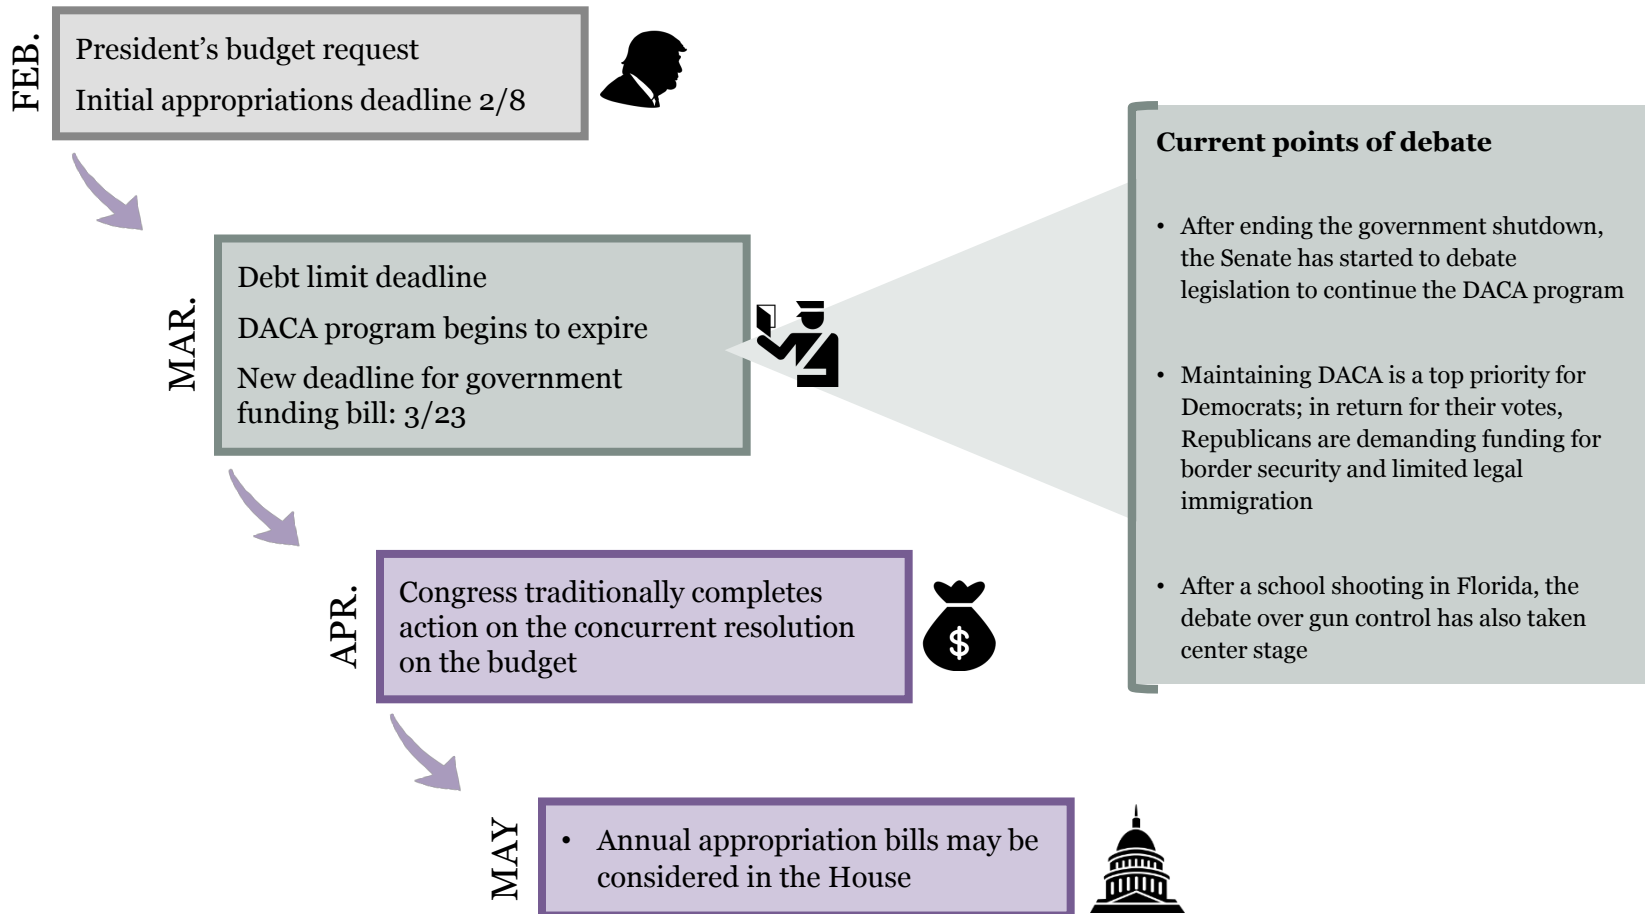 FEB.
President’s budget request
Initial appropriations deadline 2/8
MAR.
Debt limit deadline
DACA program begins to expire
New deadline for government
funding bill: 3/23
Current points of debate
• After ending the government shutdown,
the Senate has started to debate
legislation to continue the DACA program
• Maintaining DACA is a top priority for
Democrats; in return for their votes,
Republicans are demanding funding for
border security and limited legal
immigration
• After a school shooting in Florida, the
debate over gun control has also taken
center stage
APR.
Congress traditionally completes
action on the concurrent resolution
on the budget
$
MAY
• Annual appropriation bills may be
considered in the House